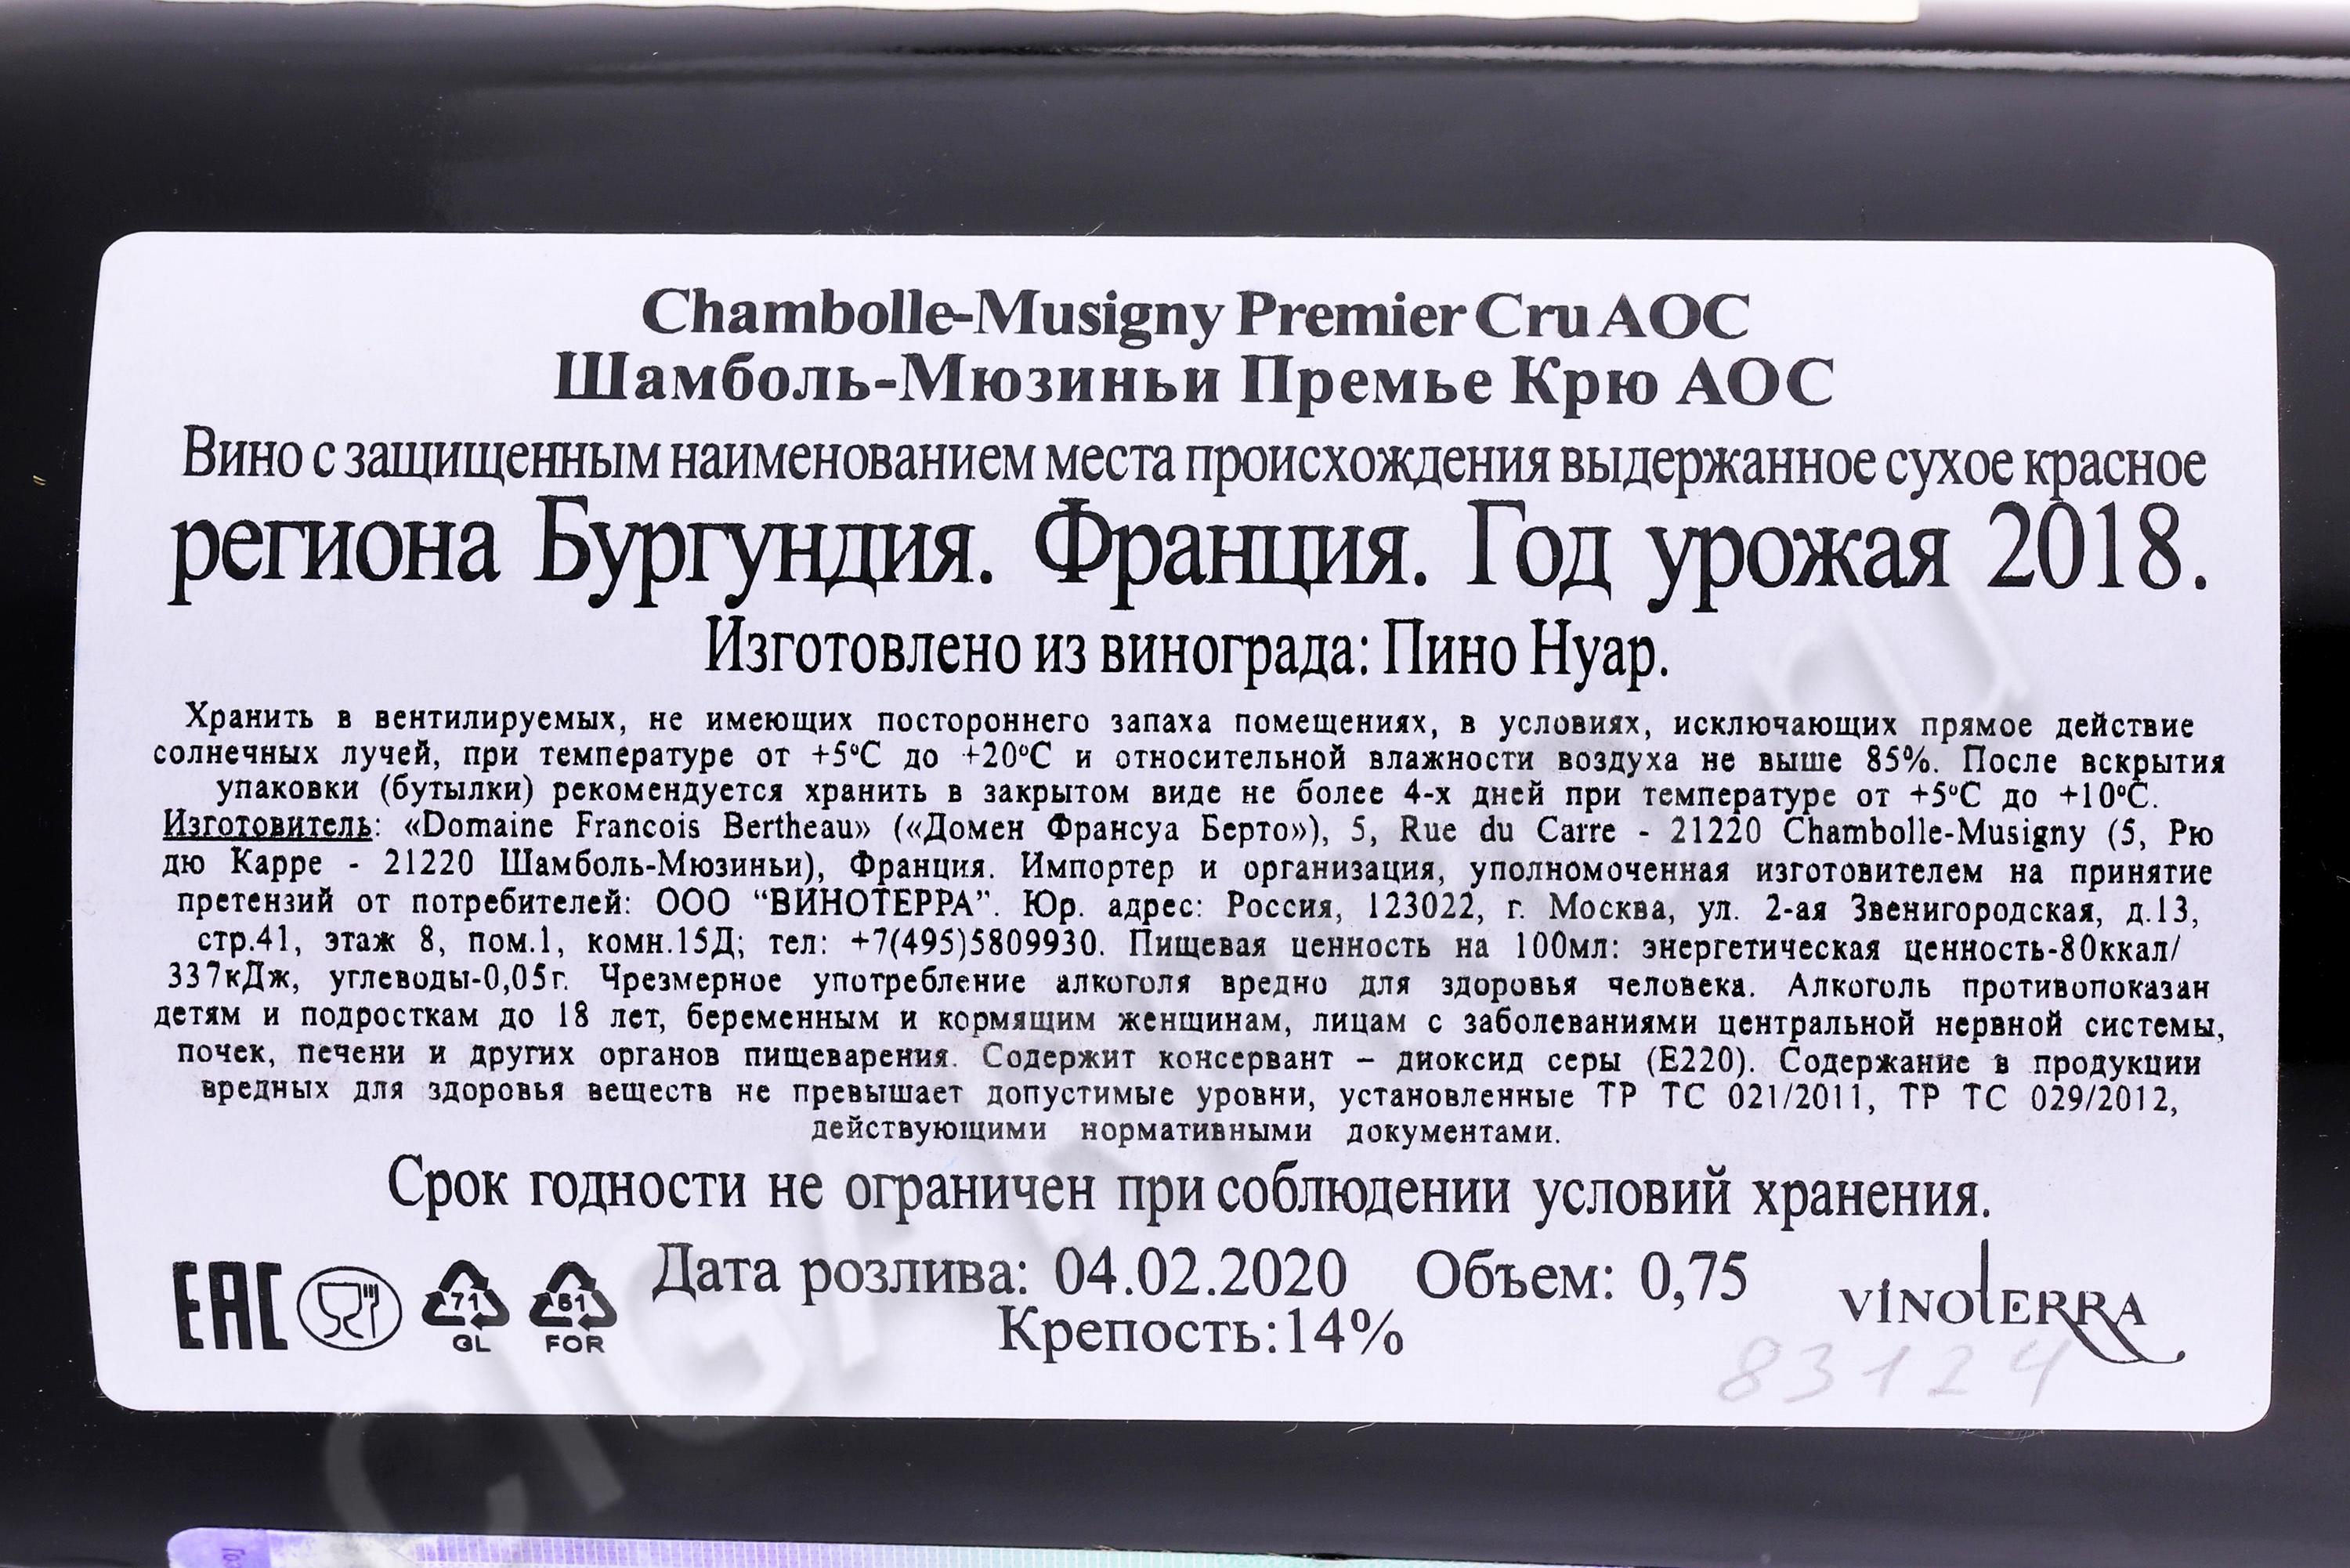 Chambolle-Musigny Premier Cru AOC
Шамболь-Мюзиньи Премье Крю АОС
Вино с защищенным наименованием места происхождения выдержанное сухое красное
региона Бургундия. Франция. Год урожая 2018.
Изготовлено из винограда: Пино Нуар.
Хранить в вентилируемых, не имеющих постороннего запаха помещениях, в условиях, исключающих прямое действие
солнечных лучей, при температуре от +5ºC до +20ºC и относительной влажности воздуха не выше 85%. После вскрытия
упаковки (бутылки) рекомендуется хранить в закрытом виде не более 4-х дней при температуре от +5ºC до +10ºC.
Изготовитель: «Domaine Francois Bertheau» («Домен Франсуа Берто»), 5, Rue du Carre - 21220 Chambolle-Musigny (5, Рю
дю Карре - 21220 Шамболь-Мюзиньи), Франция. Импортер и организация, уполномоченная изготовителем на принятие
претензий от потребителей: ООО “ВИНОТЕРРА”. Юр. адрес: Россия, 123022, г. Москва, ул. 2-ая Звенигородская, д.13,
стр.41, этаж 8, пом.1, комн.15Д; тел: +7(495)5809930. Пищевая ценность на 100мл: энергетическая ценность-80ккал/
337кДж, углеводы-0,05г. Чрезмерное употребление алкоголя вредно для здоровья человека. Алкоголь противопоказан
детям и подросткам до 18 лет, беременным и кормящим женщинам, лицам с заболеваниями центральной нервной системы,
почек, печени и других органов пищеварения. Содержит консервант – диоксид серы (E220). Содержание в продукции
вредных для здоровья веществ не превышает допустимые уровни, установленные ТР ТС 021/2011, ТР ТС 029/2012,
действующими нормативными документами.
Срок годности не ограничен при соблюдении условий хранения.
Дата розлива: 04.02.2020 Объем: 0,75
Крепость:14%
EAC
71
GL
61
FOR
VINOTERRA
83124